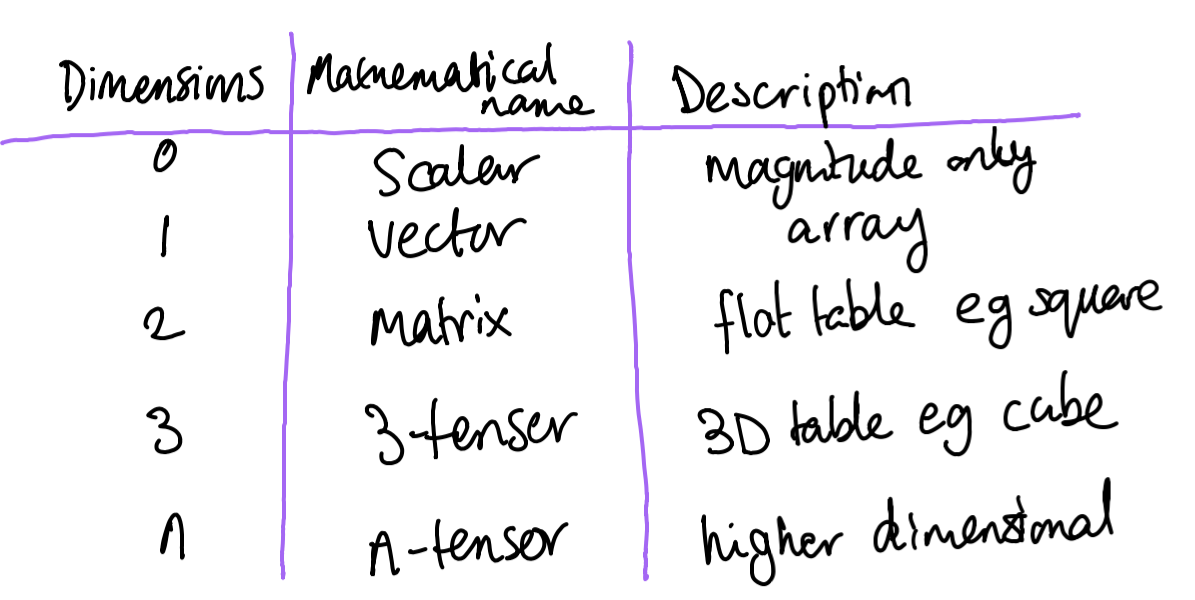 Dimensions Mathematical name Description
0 Scalar magnitude only
1 vector array
2 matrix flat table eg square
3 3-tenser 3D table eg cube
n n-tensor higher dimensional